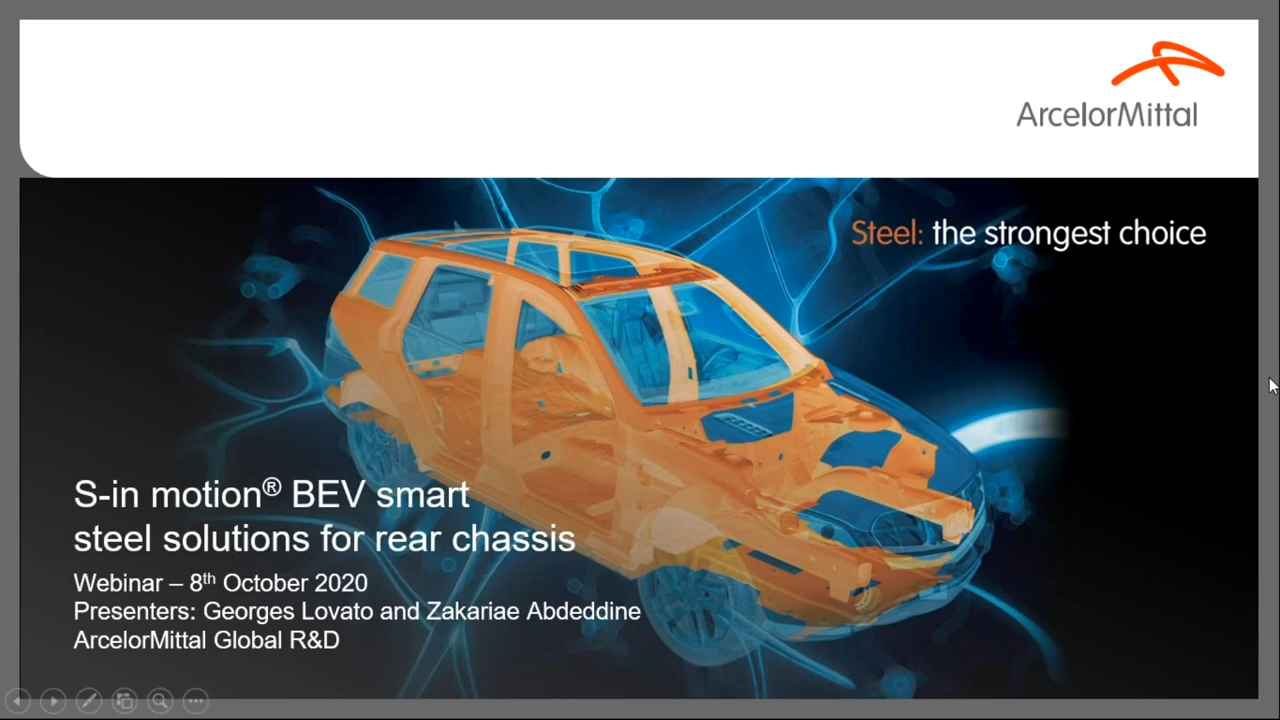 ArcelorMittal
Steel: the strongest choice
S-in motion® BEV smart
steel solutions for rear chassis
Webinar – 8th October 2020
Presenters: Georges Lovato and Zakariae Abdeddine
ArcelorMittal Global R&D